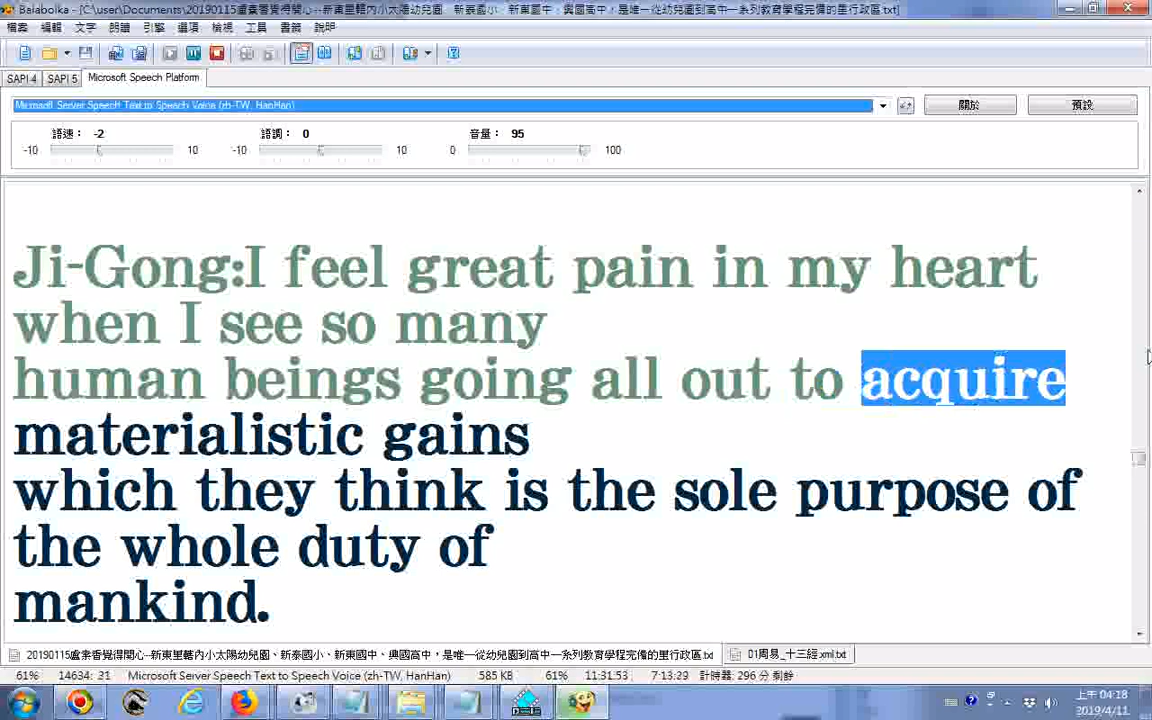 Balabolka - [C:\user\Documents\20190115盧素香覺得開心--新東里轄內小太陽幼兒園、新泰國小、新東國中、興國高中，是唯一從幼兒園到高中一系列教育學程完備的里行政區.txt]
檔案 編輯 文字 朗讀 引擎 選項 檢視 工具 書籤 說明
SAPI 4 SAPI 5 Microsoft Speech Platform
Microsoft Server Speech Text to Speech Voice (zh-TW, HanHan) 關於 預設
語速： -2 語調： 0 音量： 95
-10 10 -10 10 0 100
Ji-Gong:I feel great pain in my heart
when I see so many
human beings going all out to acquire
materialistic gains
which they think is the sole purpose of
the whole duty of
mankind.
20190115盧素香覺得開心--新東里轄內小太陽幼兒園、新泰國小、新東國中、興國高中，是唯一從幼兒園到高中一系列教育學程完備的里行政區.txt 01周易_十三經.xml.txt
61% 14634: 21 Microsoft Server Speech Text to Speech Voice (zh-TW, HanHan) 585 KB 61% 11:31:53 7:13:29 計時器: 296 分 剩餘
上午 04:18
2019/4/11